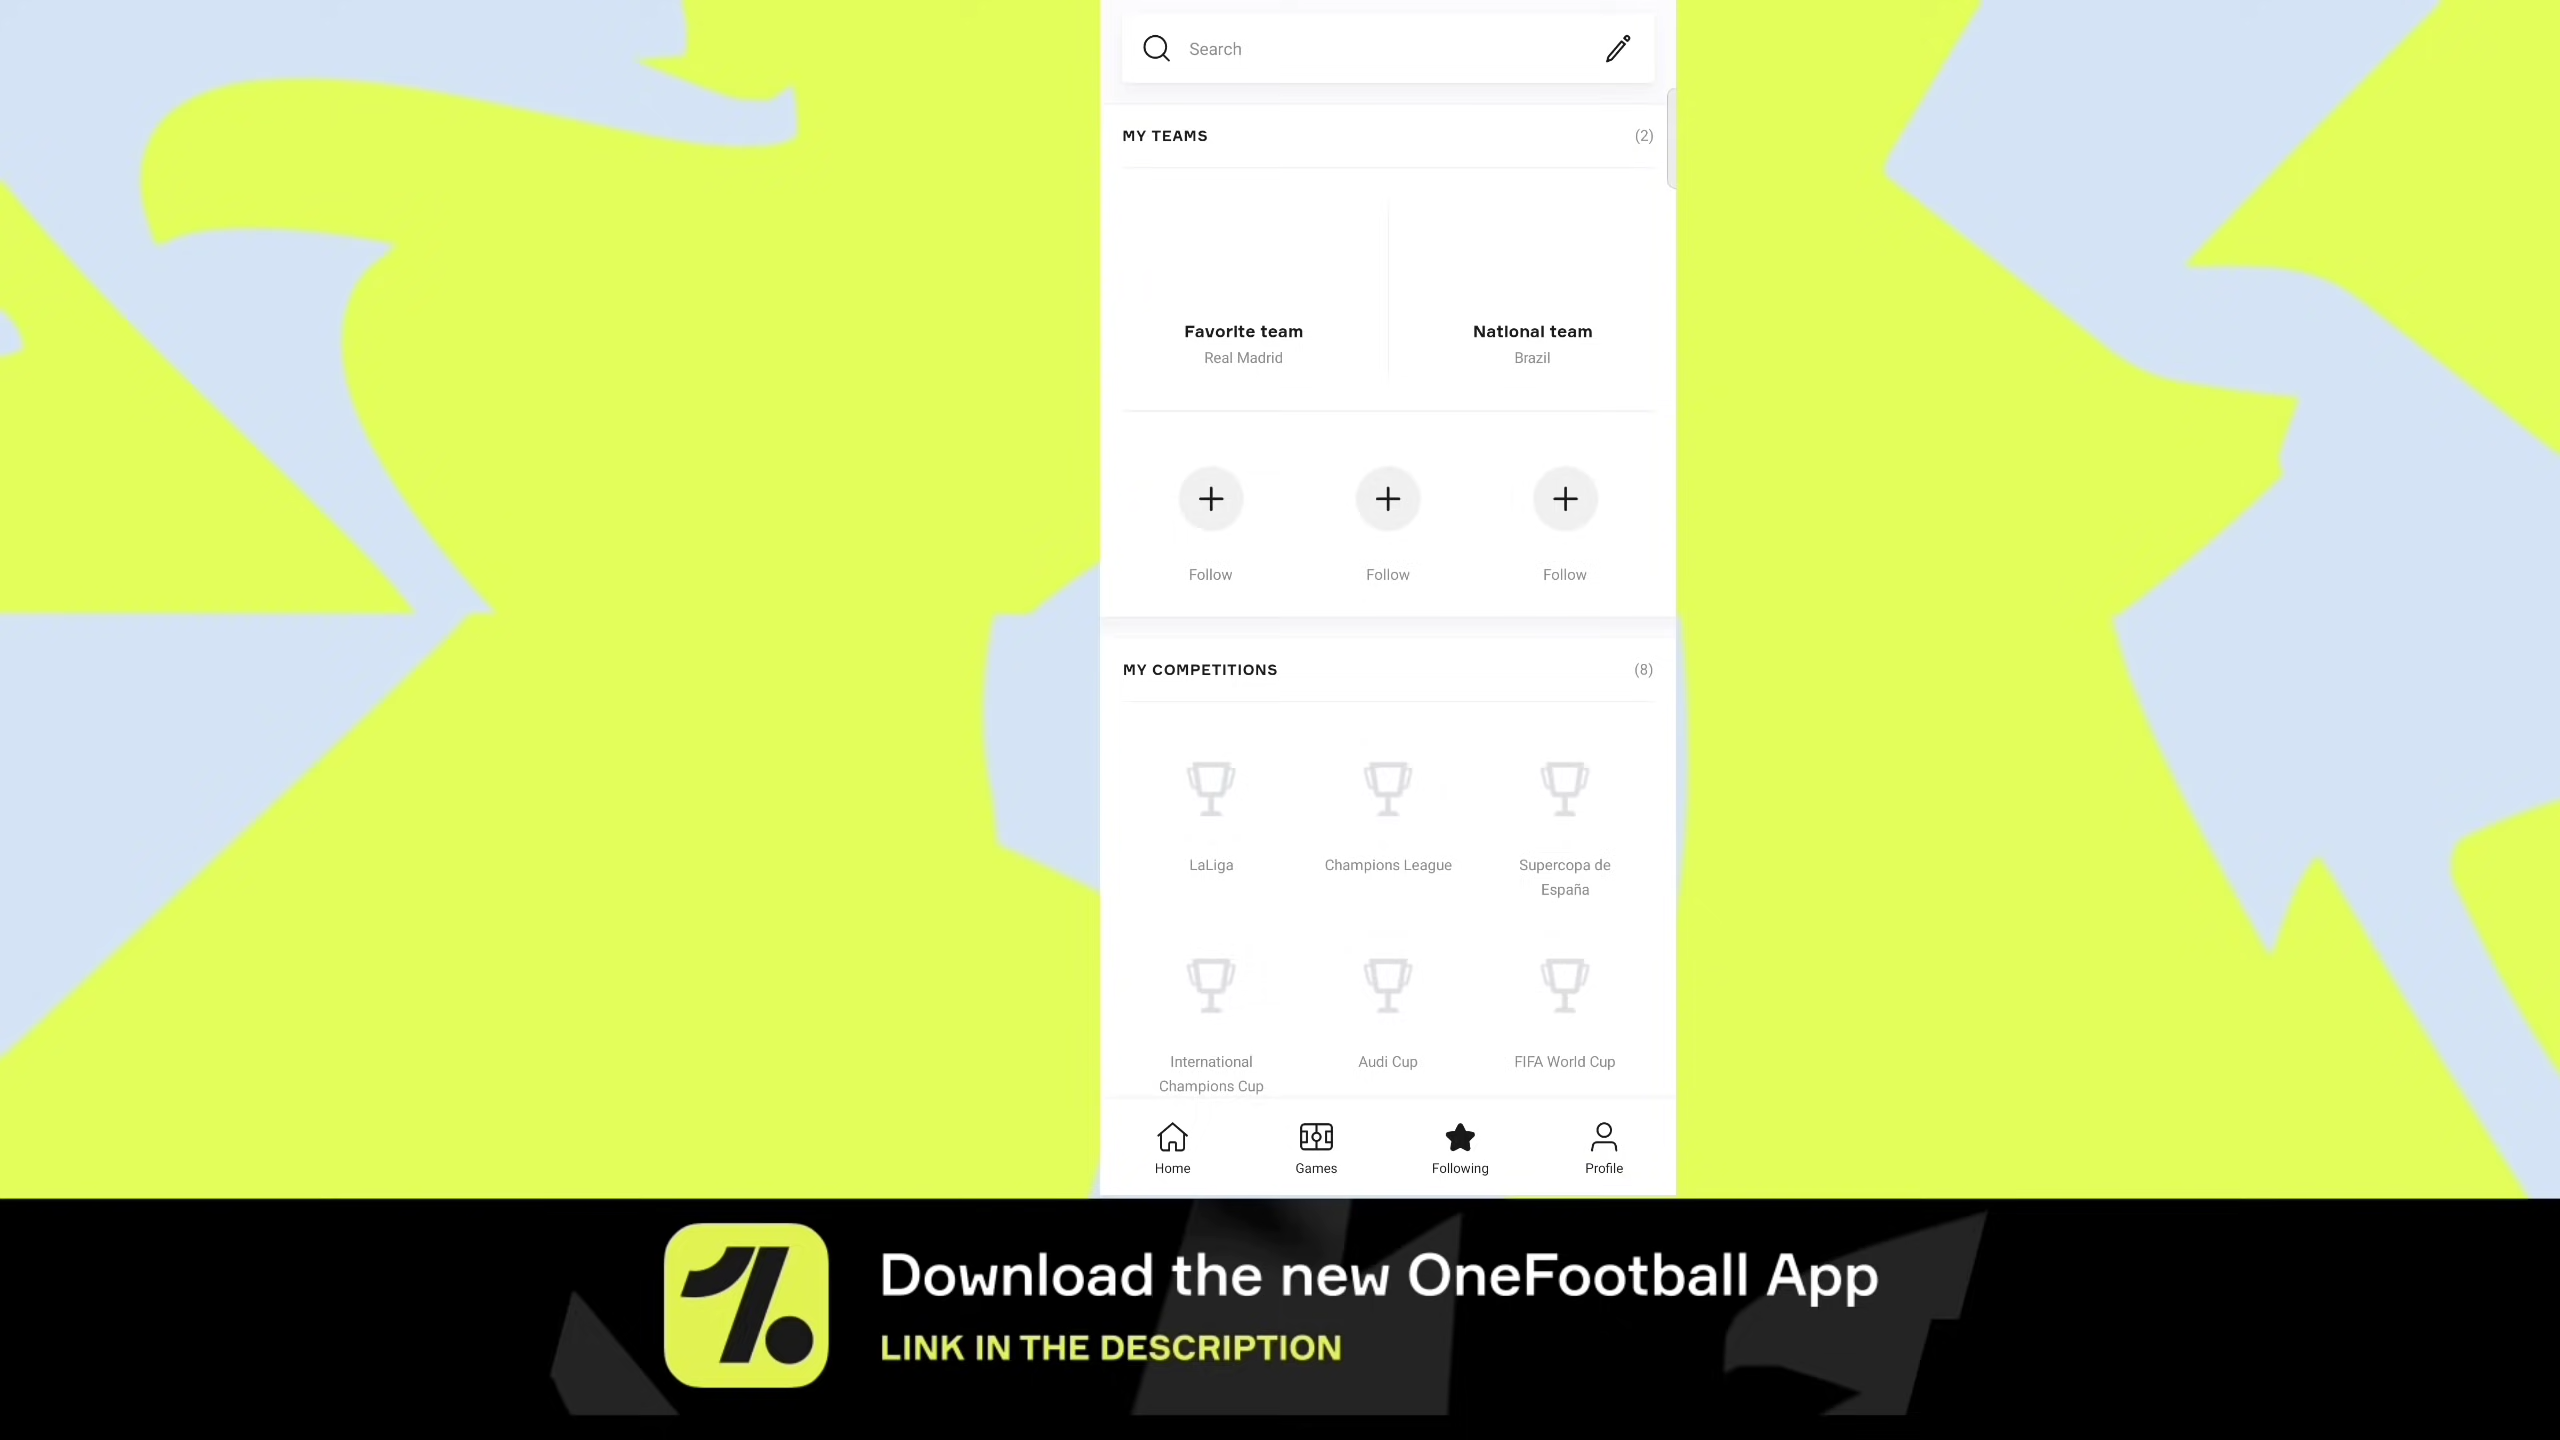 Search
MY TEAMS (2)
Favorite team
Real Madrid
National team
Brazil
Follow
Follow
Follow
MY COMPETITIONS (8)
LaLiga
Champions League
Supercopa de
España
International
Champions Cup
Audi Cup
FIFA World Cup
Home
Games
Following
Profile
Download the new OneFootball App
LINK IN THE DESCRIPTION